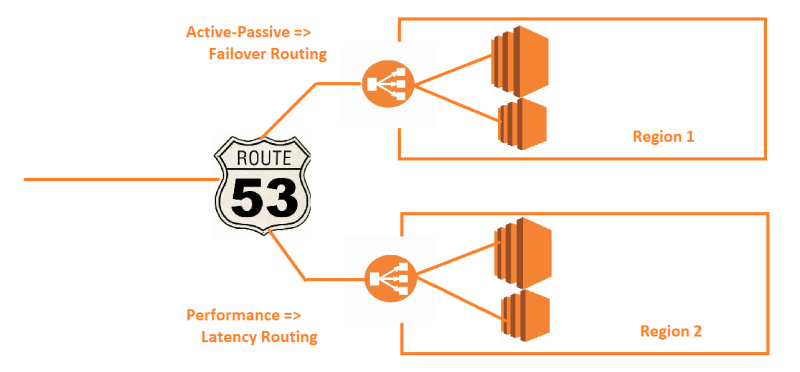 Active-Passive =>
Failover Routing
Region 1
ROUTE
53
Performance =>
Latency Routing
Region 2